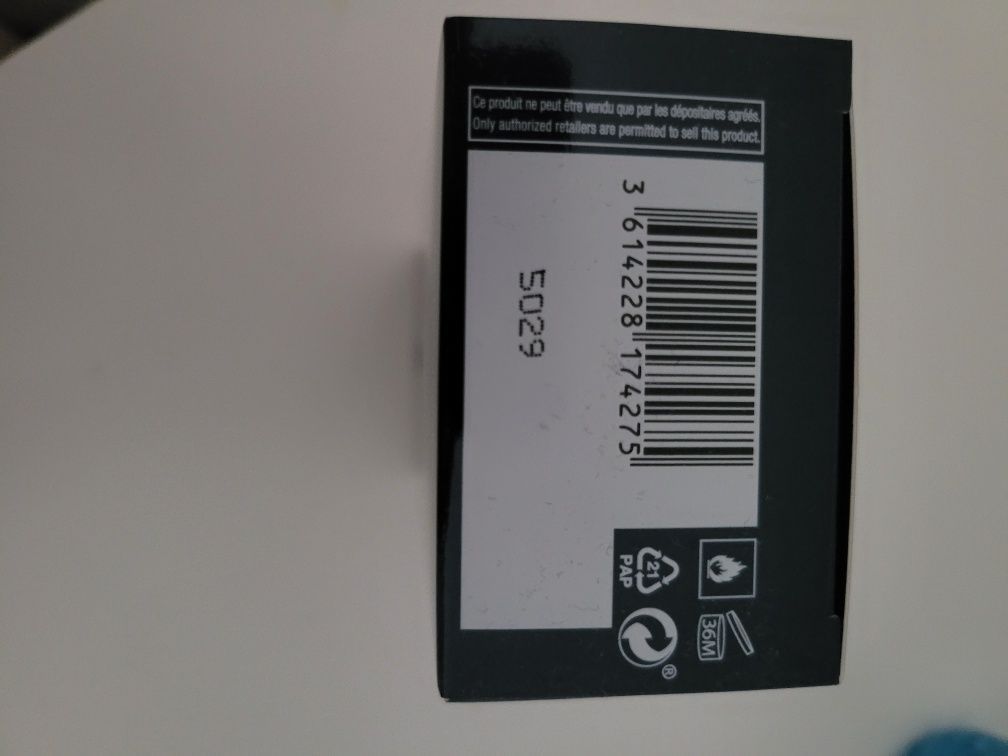 Ce produit ne peut être vendu que par les dépositaires agréés.
Only authorized retailers are permitted to sell this product.
3 614228 174275
5029
36M
21
PAP
®